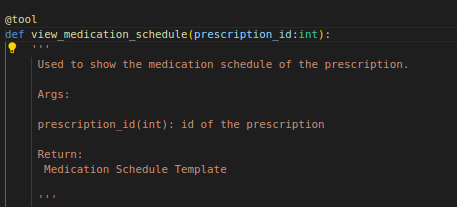 @tool
def view_medication_schedule(prescription_id:int):
'''
Used to show the medication schedule of the prescription.
Args:
prescription_id(int): id of the prescription
Return:
Medication Schedule Template
'''